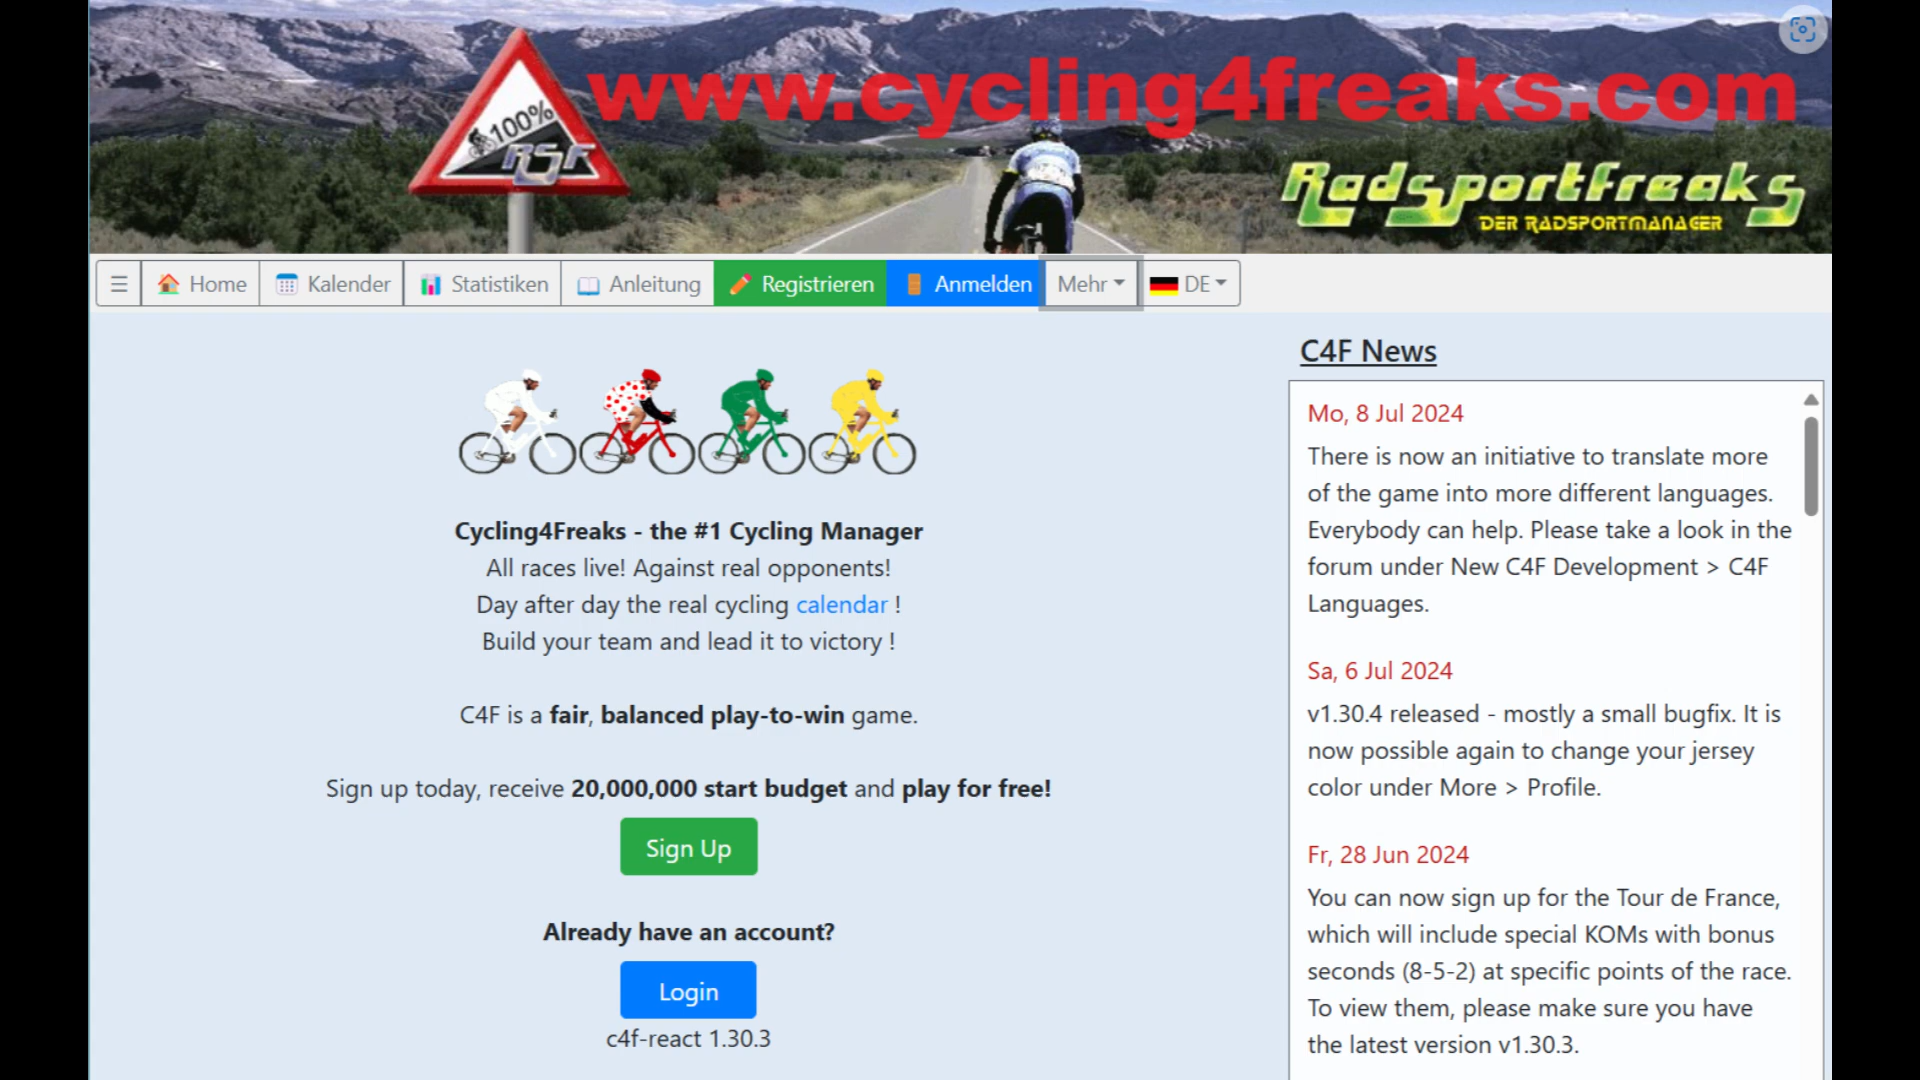 www.cycling4freaks.com
100%
RSF
Radsportfreaks
DER RADSPORTMANAGER
☰ Home Kalender Statistiken Anleitung Registrieren Anmelden Mehr DE
Cycling4Freaks - the #1 Cycling Manager
All races live! Against real opponents!
Day after day the real cycling calendar !
Build your team and lead it to victory !
C4F is a fair, balanced play-to-win game.
Sign up today, receive 20,000,000 start budget and play for free!
Sign Up
Already have an account?
Login
c4f-react 1.30.3
C4F News
Mo, 8 Jul 2024
There is now an initiative to translate more
of the game into more different languages.
Everybody can help. Please take a look in the
forum under New C4F Development > C4F
Languages.
Sa, 6 Jul 2024
v1.30.4 released - mostly a small bugfix. It is
now possible again to change your jersey
color under More > Profile.
Fr, 28 Jun 2024
You can now sign up for the Tour de France,
which will include special KOMs with bonus
seconds (8-5-2) at specific points of the race.
To view them, please make sure you have
the latest version v1.30.3.